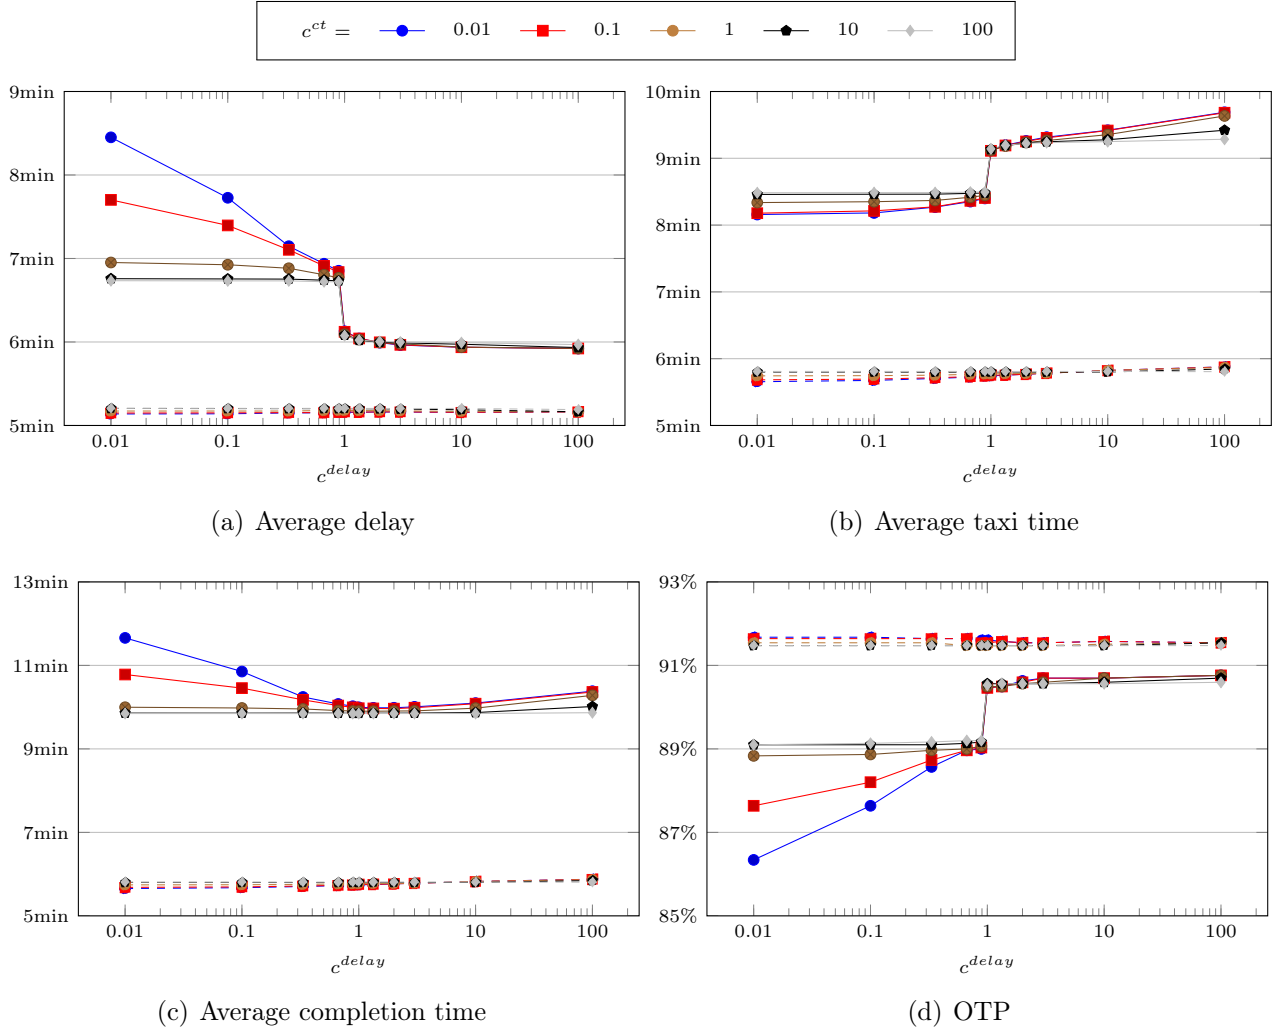 c^{ct} = 0.01 0.1 1 10 100
9min
8min
7min
6min
5min
0.01 0.1 1 10 100
c^{delay}
(a) Average delay
10min
9min
8min
7min
6min
5min
0.01 0.1 1 10 100
c^{delay}
(b) Average taxi time
13min
11min
9min
7min
5min
0.01 0.1 1 10 100
c^{delay}
(c) Average completion time
93%
91%
89%
87%
85%
0.01 0.1 1 10 100
c^{delay}
(d) OTP